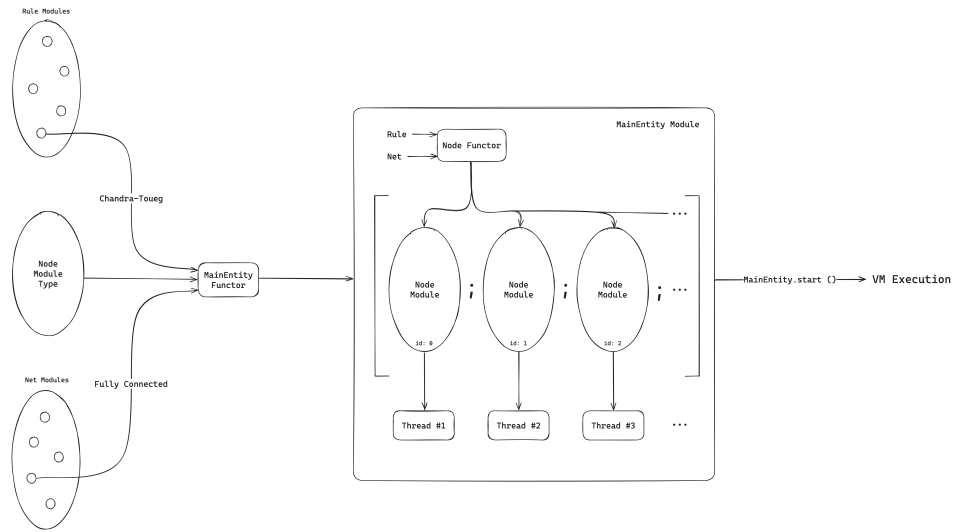 Rule Modules
Chandra-Toueg
Node
Module
Type
MainEntity
Functor
Fully Connected
Net Modules
MainEntity Module
Rule
Net
Node Functor
...
Node
Module
id: 0
;
Node
Module
id: 1
;
Node
Module
id: 2
;
...
Thread #1
Thread #2
Thread #3
...
MainEntity.start ()
VM Execution